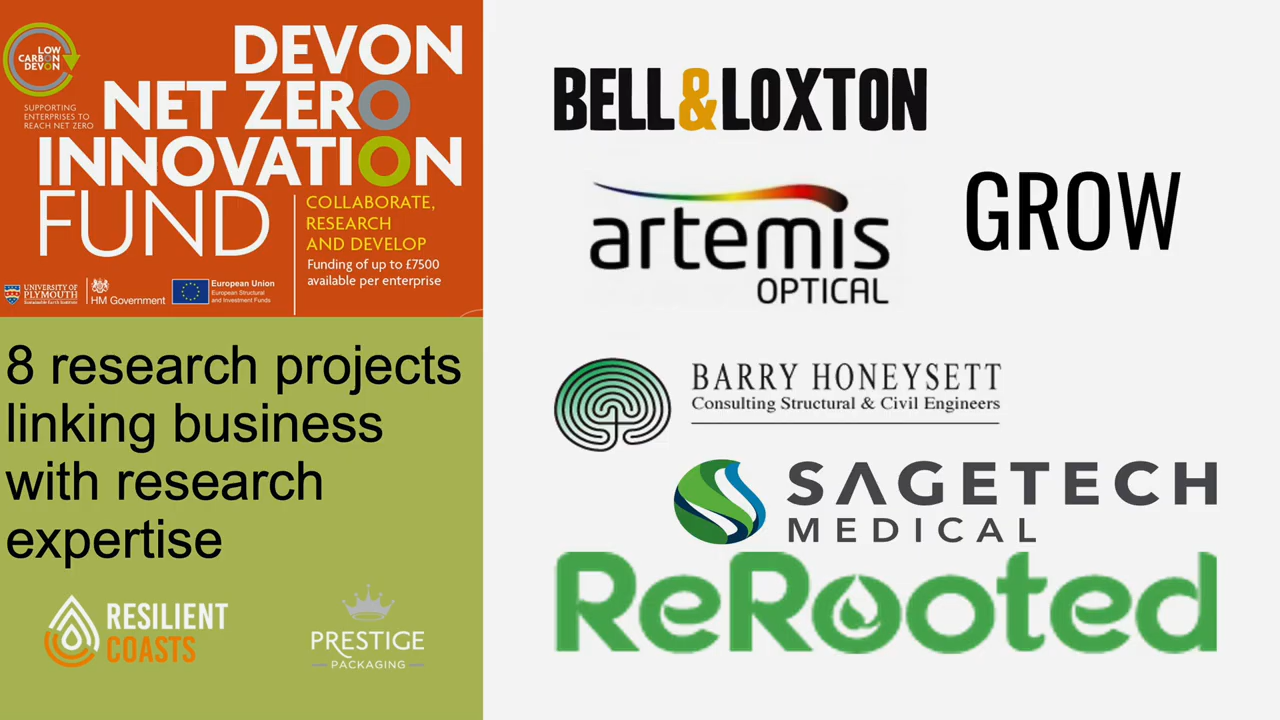 LOW
CARBON
DEVON
SUPPORTING
ENTERPRISES TO
REACH NET ZERO
DEVON
NET ZERO
INNOVATION
FUND
COLLABORATE,
RESEARCH
AND DEVELOP
Funding of up to £7500
available per enterprise
UNIVERSITY OF
PLYMOUTH
Sustainable Earth Institute
HM Government
European Union
European Structural
and Investment Funds
8 research projects
linking business
with research
expertise
RESILIENT
COASTS
PRESTIGE
PACKAGING
BELL&LOXTON
artemis
OPTICAL
GROW
BARRY HONEYSETT
Consulting Structural & Civil Engineers
SAGETECH
MEDICAL
ReRooted